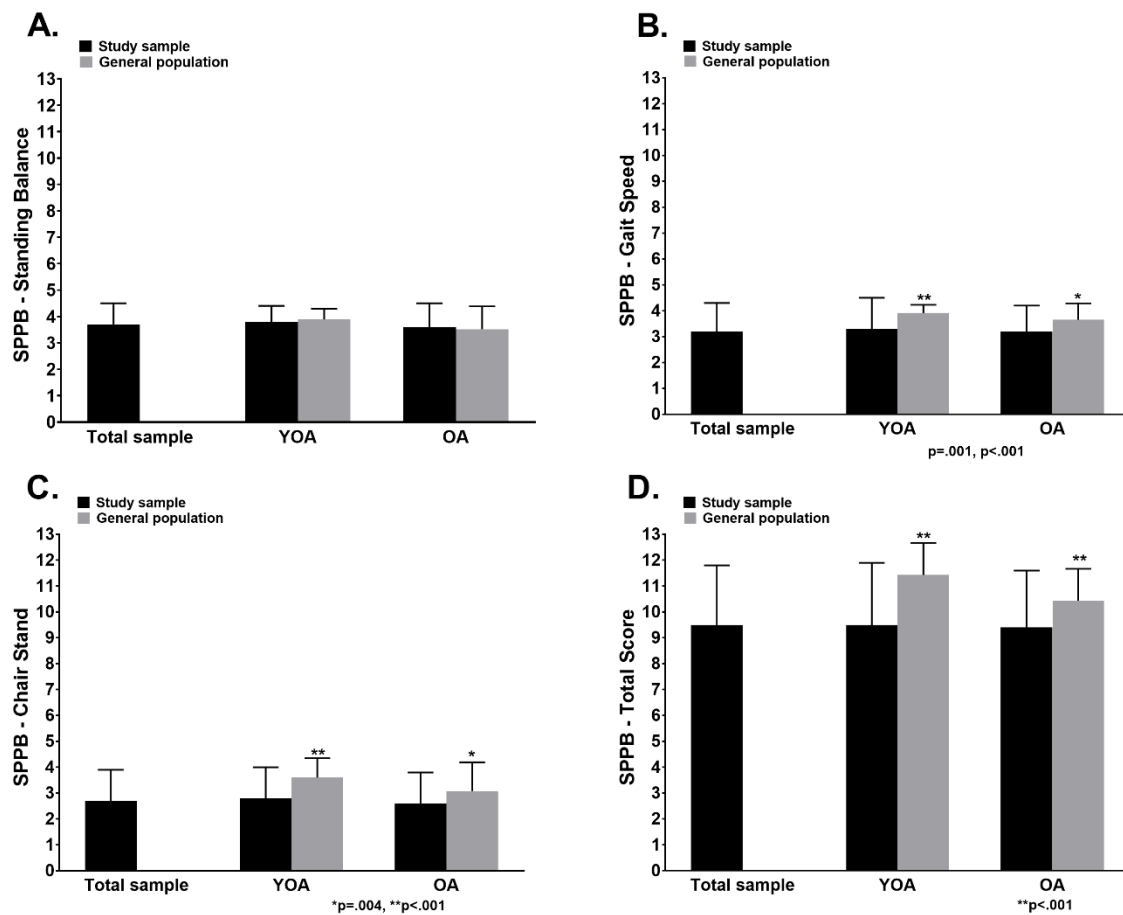 A.
Study sample
General population
SPPB - Standing Balance
13
12
11
10
9
8
7
6
5
4
3
2
1
0
Total sample YOA OA
B.
Study sample
General population
SPPB - Gait Speed
13
12
11
10
9
8
7
6
5
4
3
2
1
0
** *
Total sample YOA OA
p=.001, p<.001
C.
Study sample
General population
SPPB - Chair Stand
13
12
11
10
9
8
7
6
5
4
3
2
1
0
** *
Total sample YOA OA
*p=.004, **p<.001
D.
Study sample
General population
SPPB - Total Score
13
12
11
10
9
8
7
6
5
4
3
2
1
0
** **
Total sample YOA OA
**p<.001